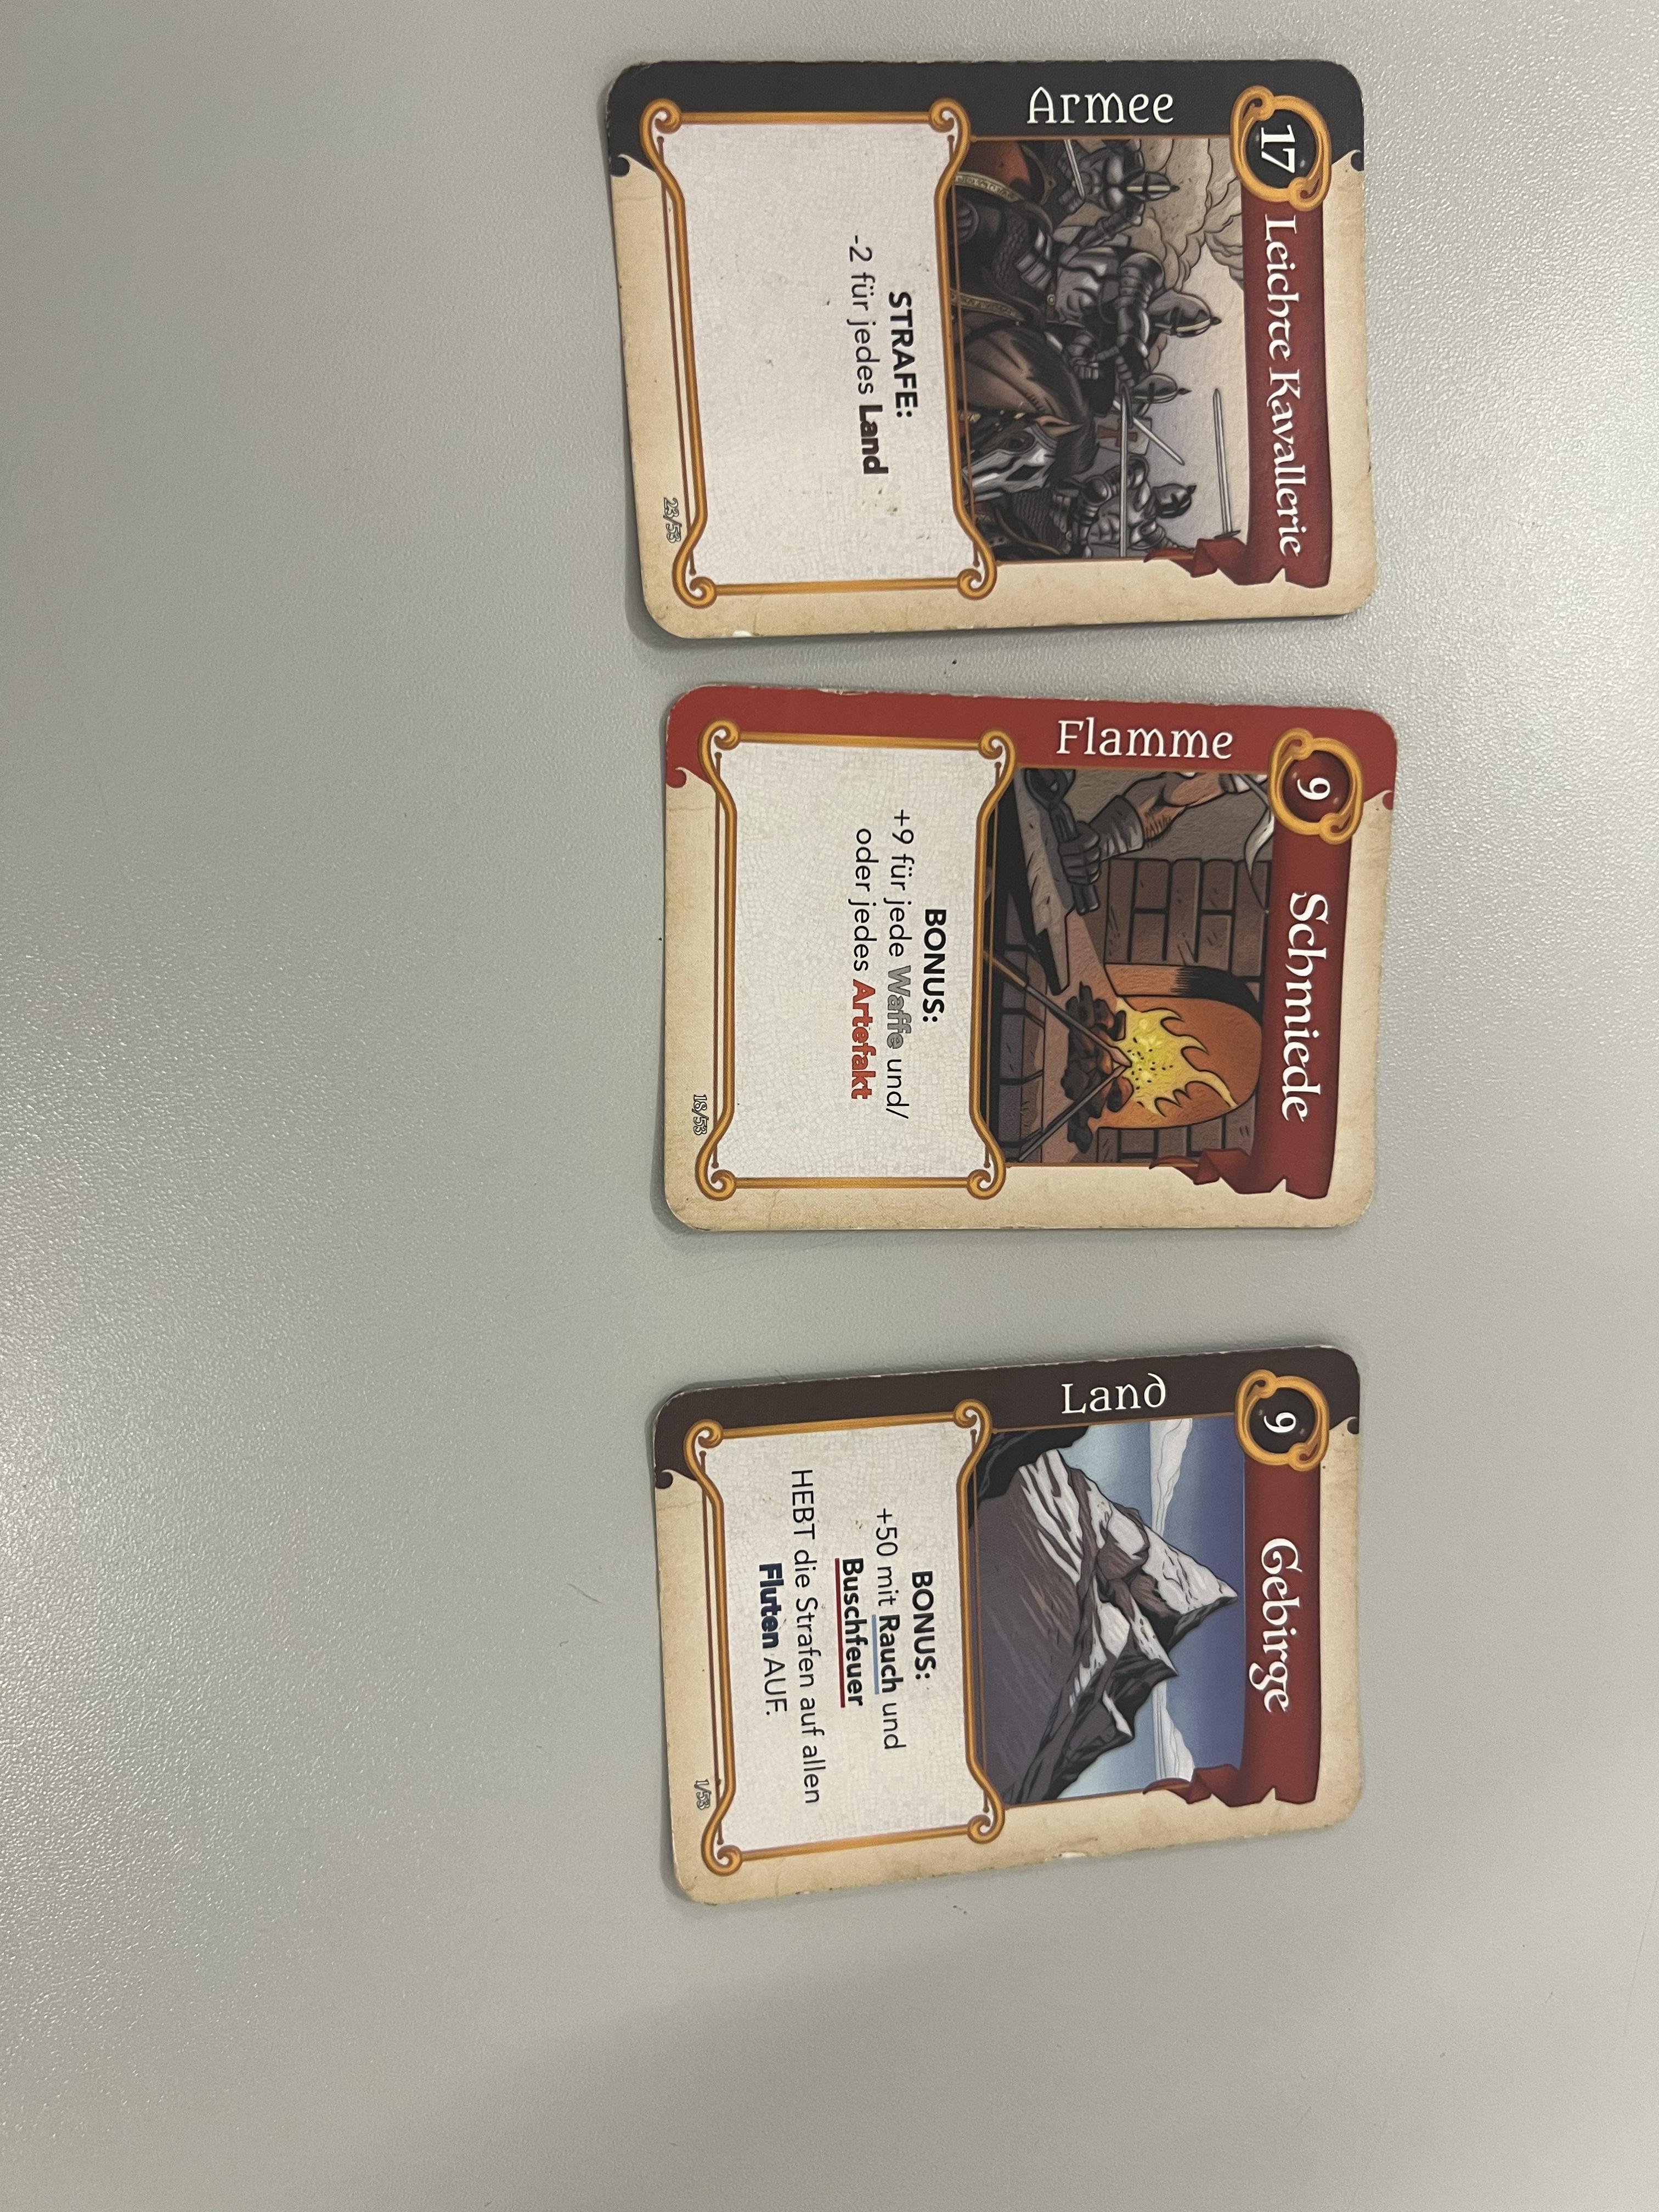 17
Leichte Kavallerie
Armee
STRAFE:
-2 für jedes Land
23/53
9
Schmiede
Flamme
BONUS:
+9 für jede Waffe und/
oder jedes Artefakt
16/53
9
Gebirge
Land
BONUS:
+50 mit Rauch und
Buschfeuer
HEBT die Strafen auf allen
Fluten AUF.
1/53